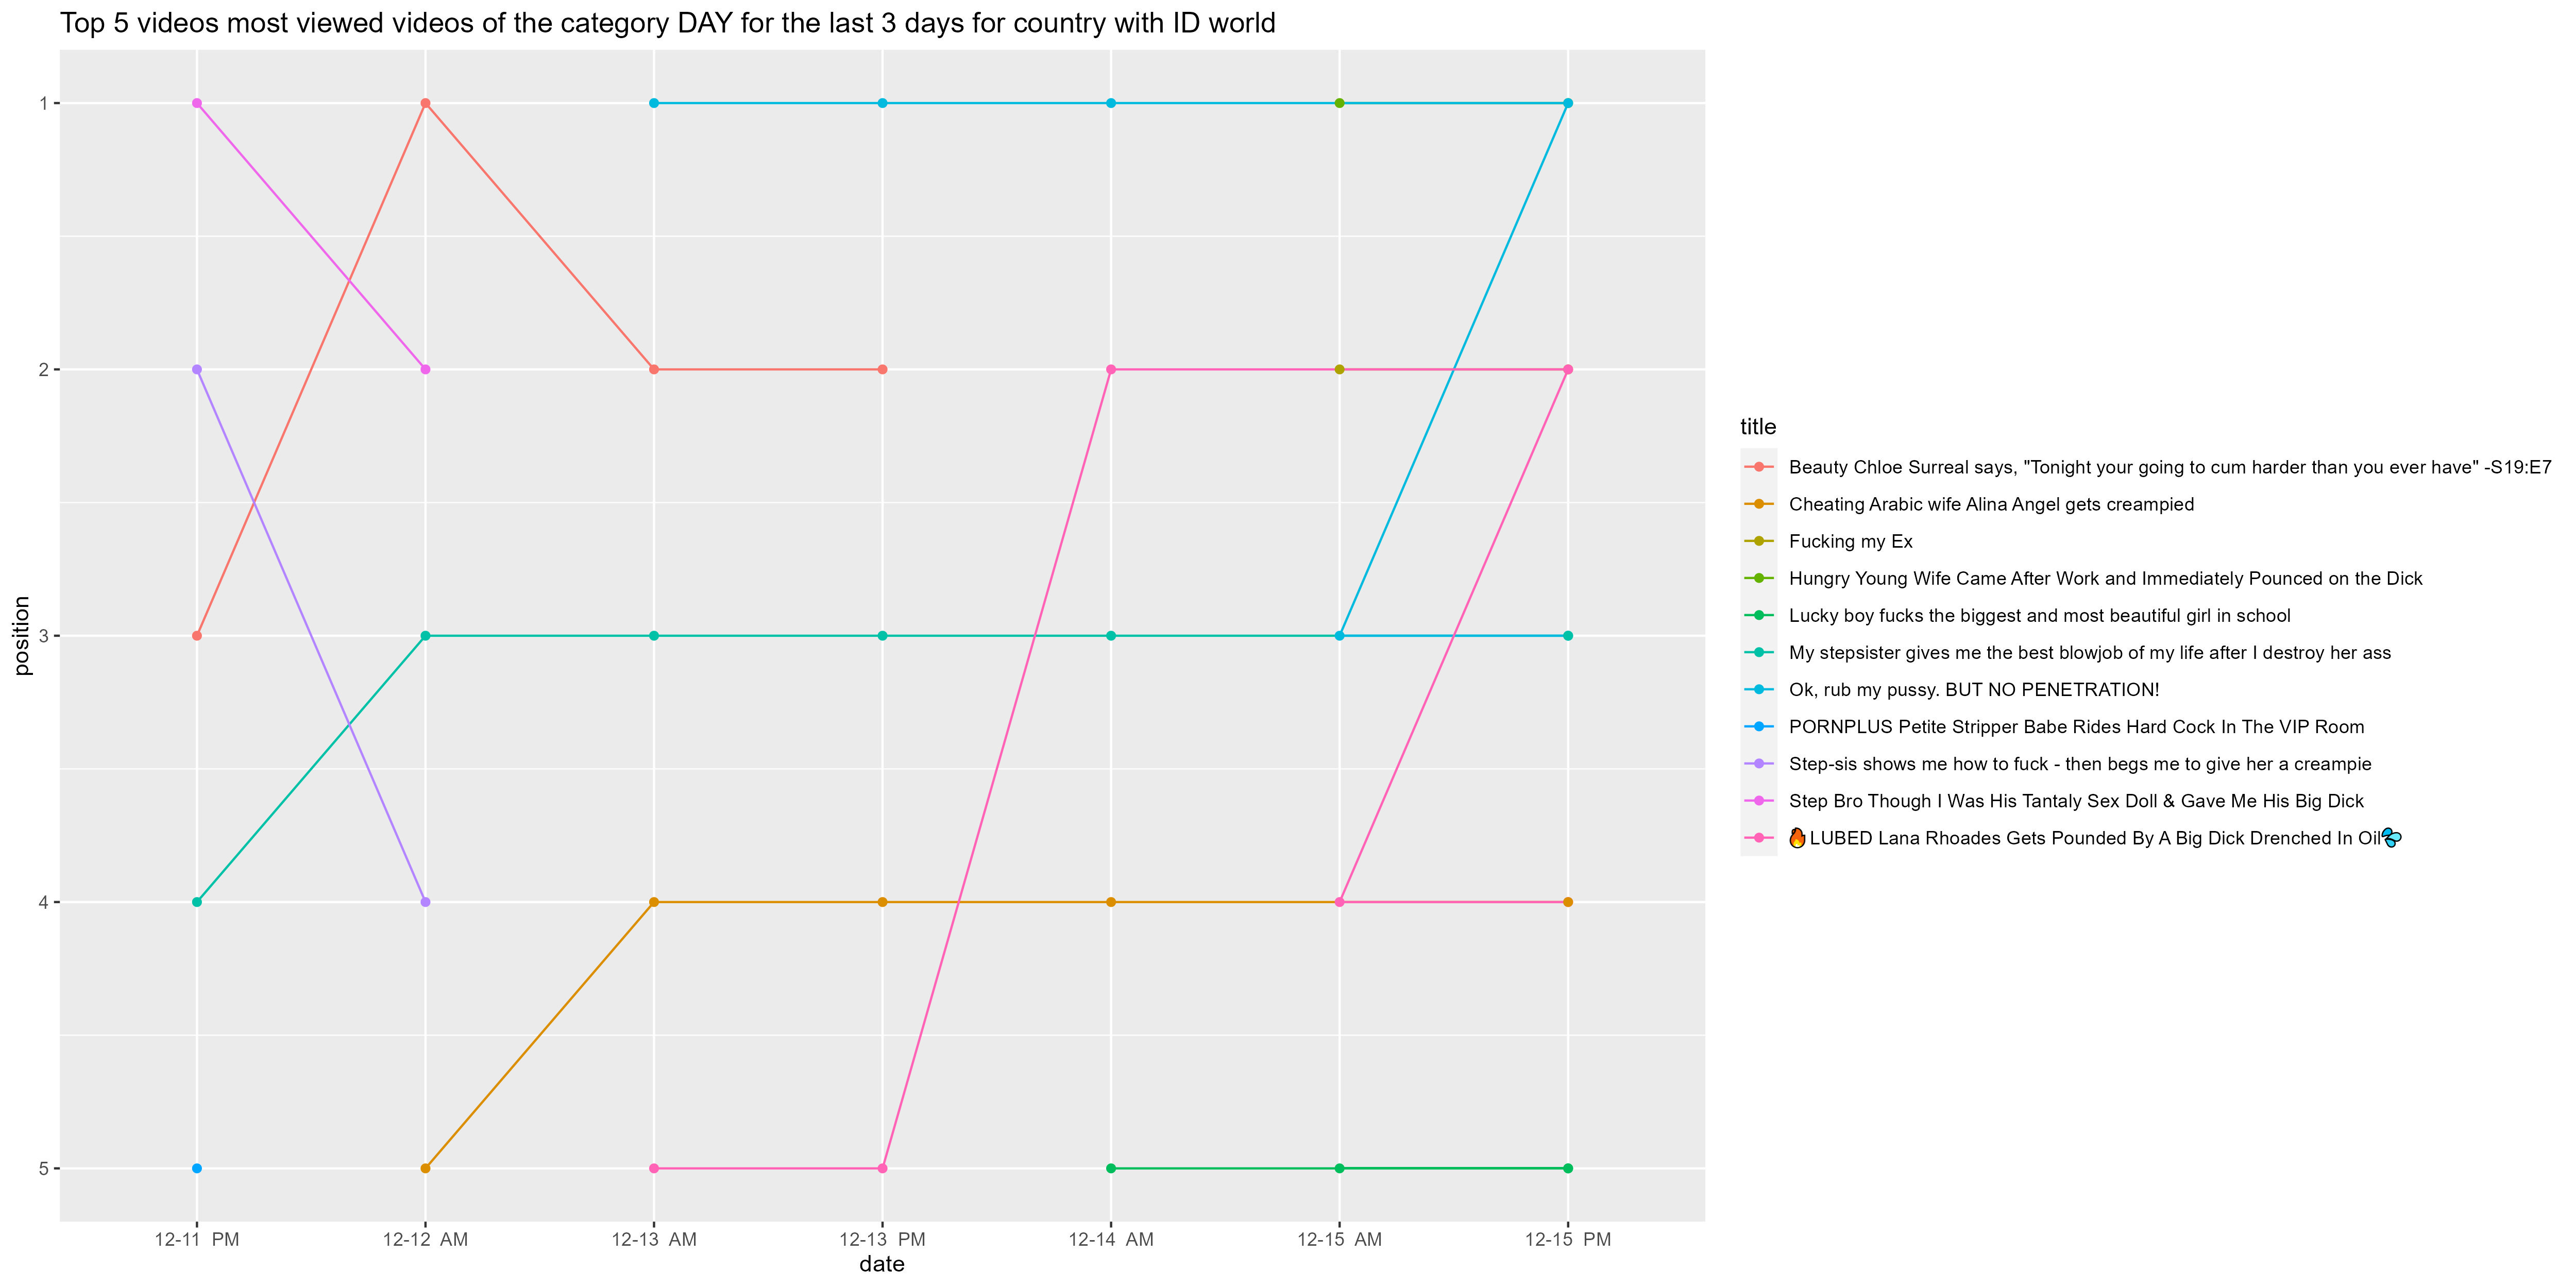 Top 5 videos most viewed videos of the category DAY for the last 3 days for country with ID world
1
2
3
4
5
position
12-11 PM
12-12 AM
12-13 AM
12-13 PM
12-14 AM
12-15 AM
12-15 PM
date
title
Beauty Chloe Surreal says, "Tonight your going to cum harder than you ever have" -S19:E7
Cheating Arabic wife Alina Angel gets creampied
Fucking my Ex
Hungry Young Wife Came After Work and Immediately Pounced on the Dick
Lucky boy fucks the biggest and most beautiful girl in school
My stepsister gives me the best blowjob of my life after I destroy her ass
Ok, rub my pussy. BUT NO PENETRATION!
PORNPLUS Petite Stripper Babe Rides Hard Cock In The VIP Room
Step-sis shows me how to fuck - then begs me to give her a creampie
Step Bro Though I Was His Tantaly Sex Doll & Gave Me His Big Dick
🔥LUBED Lana Rhoades Gets Pounded By A Big Dick Drenched In Oil💦